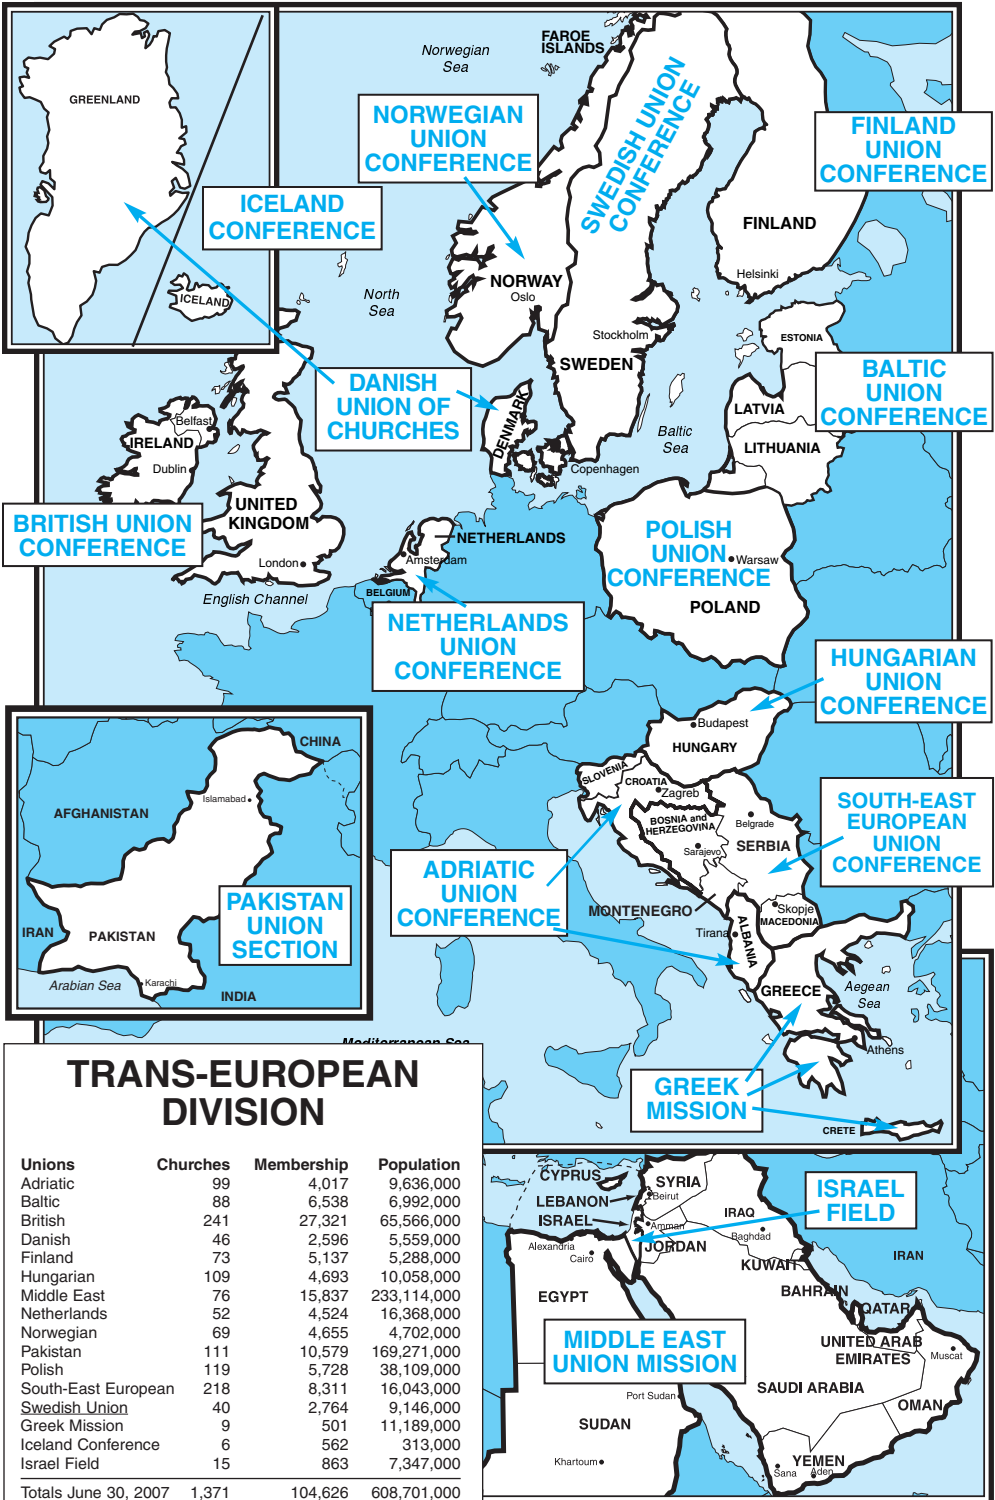 GREENLAND
ICELAND
ICELAND
CONFERENCE
Norwegian
Sea
FAROE
ISLANDS
NORWEGIAN
UNION
CONFERENCE
SWEDISH UNION
CONFERENCE
FINLAND
UNION
CONFERENCE
FINLAND
Helsinki
NORWAY
Oslo
North
Sea
Stockholm
SWEDEN
ESTONIA
BALTIC
UNION
CONFERENCE
LATVIA
LITHUANIA
Baltic
Sea
DANISH
UNION OF
CHURCHES
DENMARK
Copenhagen
Belfast
IRELAND
Dublin
UNITED
KINGDOM
London
BRITISH UNION
CONFERENCE
English Channel
NETHERLANDS
Amsterdam
BELGIUM
NETHERLANDS
UNION
CONFERENCE
POLISH
UNION
CONFERENCE
Warsaw
POLAND
HUNGARIAN
UNION
CONFERENCE
Budapest
HUNGARY
SLOVENIA
CROATIA
Zagreb
BOSNIA and
HERZEGOVINA
Sarajevo
Belgrade
SERBIA
SOUTH-EAST
EUROPEAN
UNION
CONFERENCE
ADRIATIC
UNION
CONFERENCE
MONTENEGRO
Skopje
MACEDONIA
Tirana
ALBANIA
GREECE
Aegean
Sea
Athens
GREEK
MISSION
CRETE
CHINA
Islamabad
AFGHANISTAN
PAKISTAN
UNION
SECTION
IRAN
PAKISTAN
Arabian Sea
Karachi
INDIA
Mediterranean Sea
TRANS-EUROPEAN
DIVISION
Unions Churches Membership Population
Adriatic 99 4,017 9,636,000
Baltic 88 6,538 6,992,000
British 241 27,321 65,566,000
Danish 46 2,596 5,559,000
Finland 73 5,137 5,288,000
Hungarian 109 4,693 10,058,000
Middle East 76 15,837 233,114,000
Netherlands 52 4,524 16,368,000
Norwegian 69 4,655 4,702,000
Pakistan 111 10,579 169,271,000
Polish 119 5,728 38,109,000
South-East European 218 8,311 16,043,000
Swedish Union 40 2,764 9,146,000
Greek Mission 9 501 11,189,000
Iceland Conference 6 562 313,000
Israel Field 15 863 7,347,000
Totals June 30, 2007 1,371 104,626 608,701,000
CYPRUS
LEBANON
ISRAEL
SYRIA
Beirut
Amman
JORDAN
IRAQ
Baghdad
ISRAEL
FIELD
IRAN
KUWAIT
BAHRAIN
QATAR
Alexandria
Cairo
EGYPT
MIDDLE EAST
UNION MISSION
UNITED ARAB
EMIRATES
Muscat
SAUDI ARABIA
OMAN
Port Sudan
SUDAN
Khartoum
YEMEN
Sana
Aden